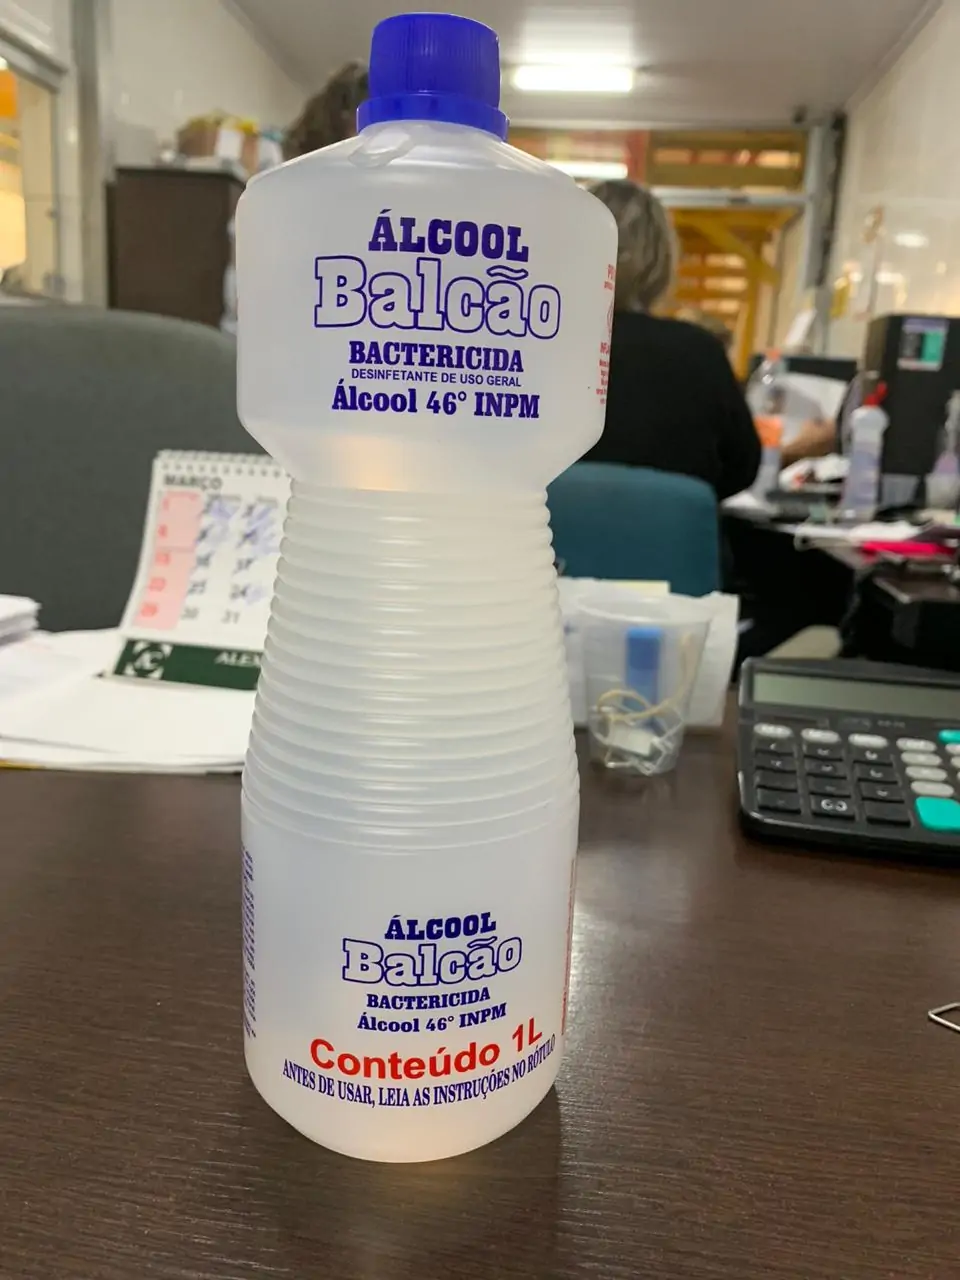 ÁLCOOL
Balcão
BACTERICIDA
DESINFETANTE DE USO GERAL
Álcool 46° INPM
MARÇO
ÁLCOOL
Balcão
BACTERICIDA
Álcool 46° INPM
Conteúdo 1L
ANTES DE USAR, LEIA AS INSTRUÇÕES NO RÓTULO